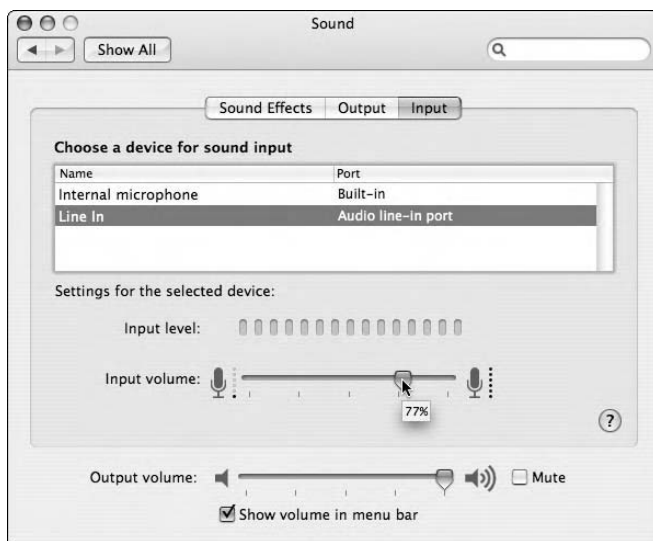 Sound
Show All
Sound Effects Output Input
Choose a device for sound input
Name Port
Internal microphone Built-in
Line In Audio line-in port
Settings for the selected device:
Input level:
Input volume:
77%
?
Output volume: Mute
Show volume in menu bar